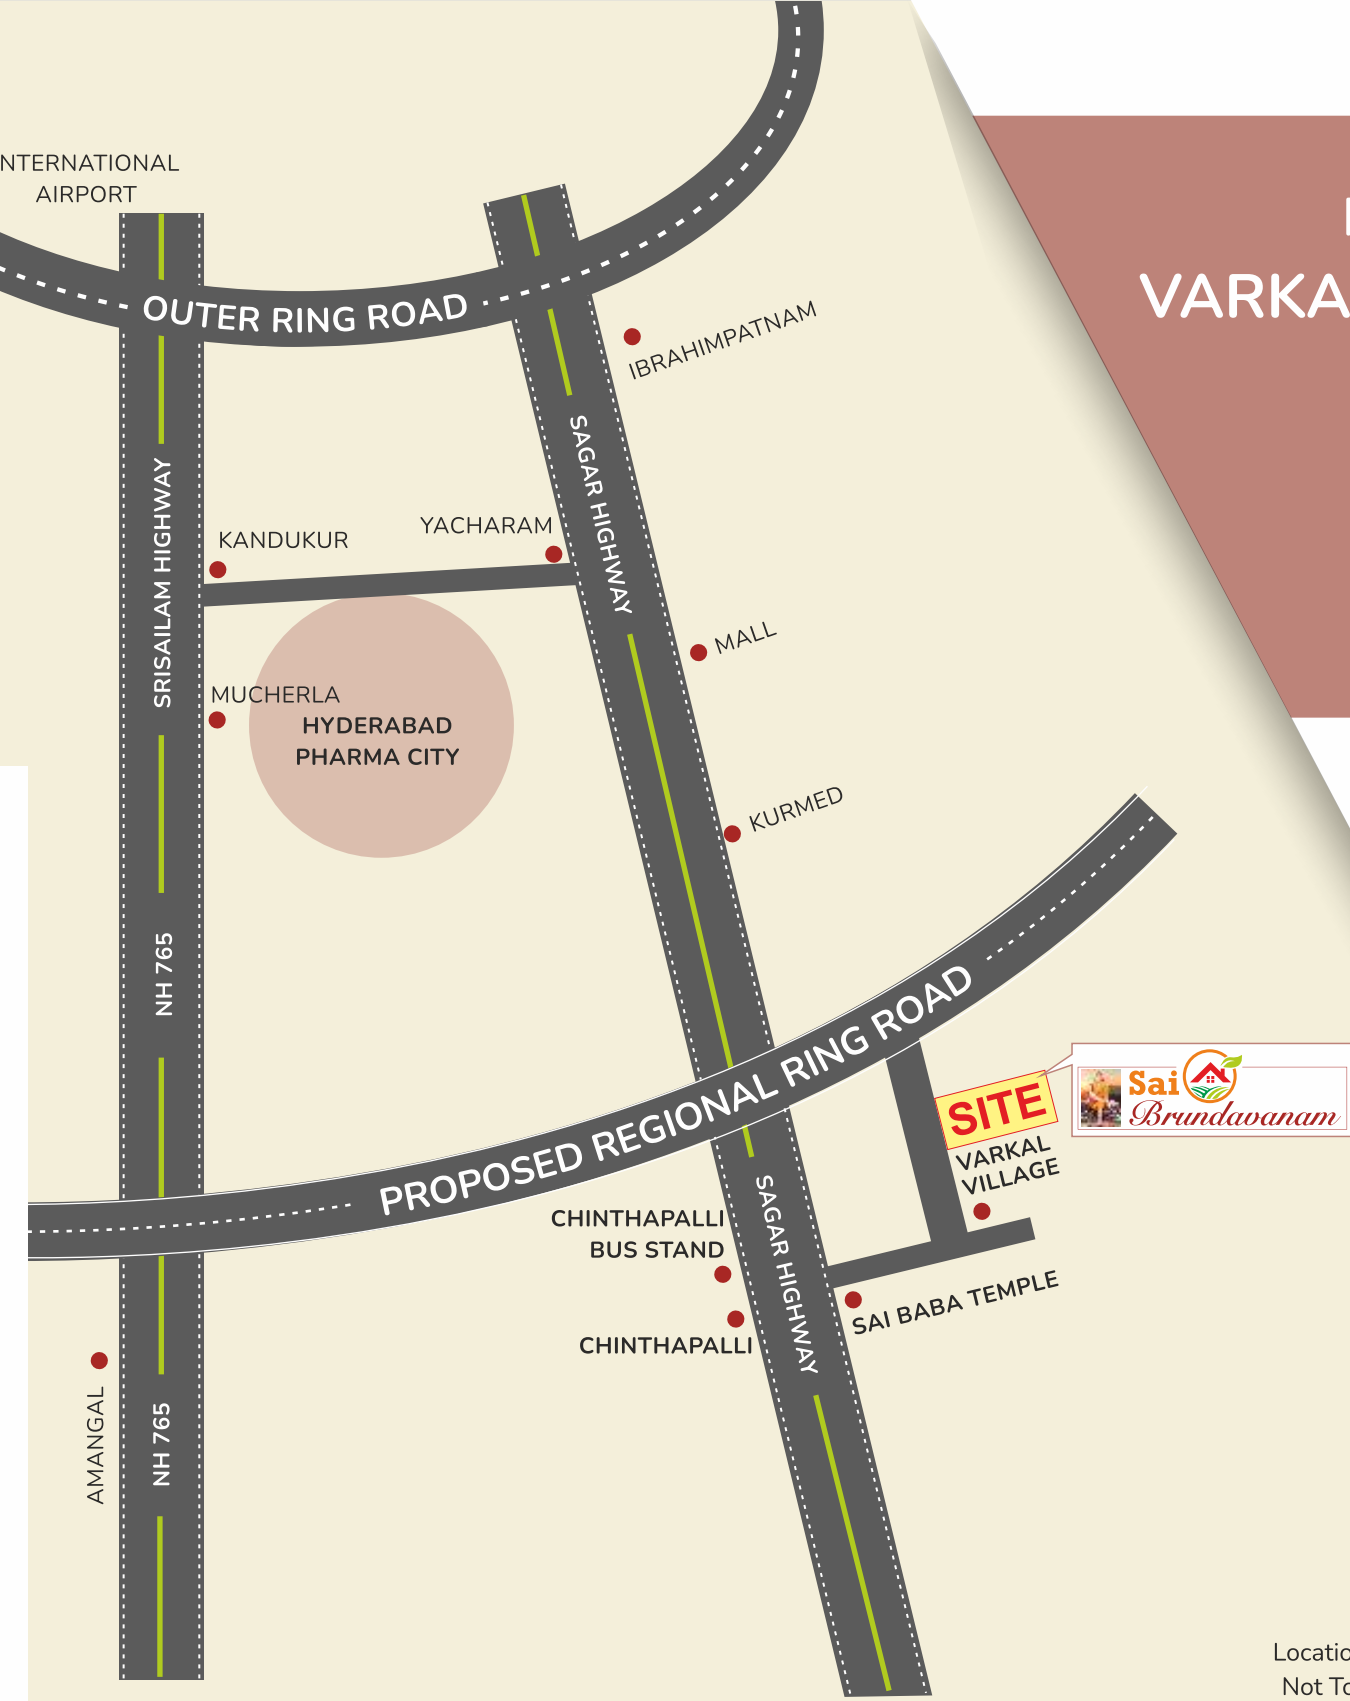 NTERNATIONAL
AIRPORT
OUTER RING ROAD
VARKA
IBRAHIMPATNAM
SAGAR HIGHWAY
SRISAILAM HIGHWAY
YACHARAM
KANDUKUR
MALL
MUCHERLA
HYDERABAD
PHARMA CITY
KURMED
NH 765
PROPOSED REGIONAL RING ROAD
SITE
Sai
Brundavanam
VARKAL
VILLAGE
CHINTHAPALLI
BUS STAND
SAGAR HIGHWAY
SAI BABA TEMPLE
CHINTHAPALLI
AMANGAL
NH 765
Locatio
Not To